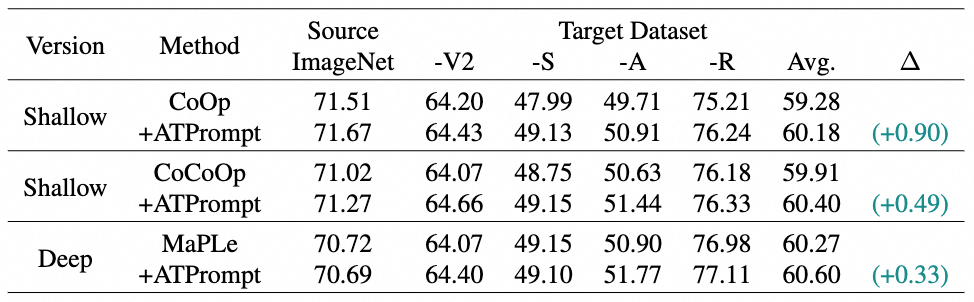 Version Method Source Target Dataset
ImageNet -V2 -S -A -R Avg. Δ
Shallow CoOp 71.51 64.20 47.99 49.71 75.21 59.28
+ATPrompt 71.67 64.43 49.13 50.91 76.24 60.18 (+0.90)
Shallow CoCoOp 71.02 64.07 48.75 50.63 76.18 59.91
+ATPrompt 71.27 64.66 49.15 51.44 76.33 60.40 (+0.49)
Deep MaPLe 70.72 64.07 49.15 50.90 76.98 60.27
+ATPrompt 70.69 64.40 49.10 51.77 77.11 60.60 (+0.33)